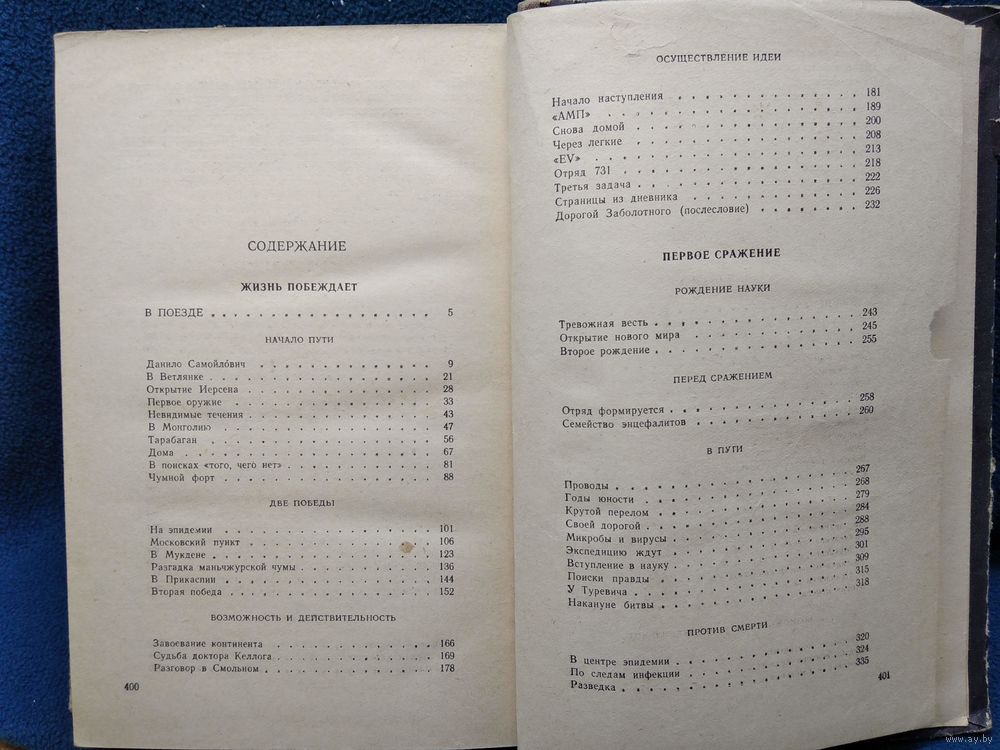 СОДЕРЖАНИЕ
ЖИЗНЬ ПОБЕЖДАЕТ
В ПОЕЗДЕ 5
НАЧАЛО ПУТИ
Данило Самойлóвич 9
В Ветлянке 21
Открытие Иерсена 28
Первое оружие 33
Невидимые течения 43
В Монголию 47
Тарабаган 56
Дома 67
В поисках «того, чего нет» 81
Чумной форт 88
ДВЕ ПОБЕДЫ
На эпидемии 101
Московский пункт 106
В Мукдене 123
Разгадка маньчжурской чумы 136
В Прикаспии 144
Вторая победа 152
ВОЗМОЖНОСТЬ И ДЕЙСТВИТЕЛЬНОСТЬ
Завоевание континента 166
Судьба доктора Келлога 169
Разговор в Смольном 178
400
ОСУЩЕСТВЛЕНИЕ ИДЕИ
Начало наступления 181
«АМП» 189
Снова домой 200
Через легкие 208
«EV» 213
Отряд 731 218
Третья задача 222
Страницы из дневника 226
Дорогой Заболотного (послесловие) 232
ПЕРВОЕ СРАЖЕНИЕ
РОЖДЕНИЕ НАУКИ
Тревожная весть 243
Открытие нового мира 245
Второе рождение 255
ПЕРЕД СРАЖЕНИЕМ
Отряд формируется 258
Семейство энцефалитов 260
В ПУТИ
Проводы 267
Годы юности 268
Крутой перелом 279
Своей дорогой 284
Микробы и вирусы 288
Экспедицию ждут 295
Вступление в науку 301
Поиски правды 309
У Туревича 315
Накануне битвы 318
ПРОТИВ СМЕРТИ
В центре эпидемии 320
По следам инфекции 324
Разведка 335
401
www.ay.by